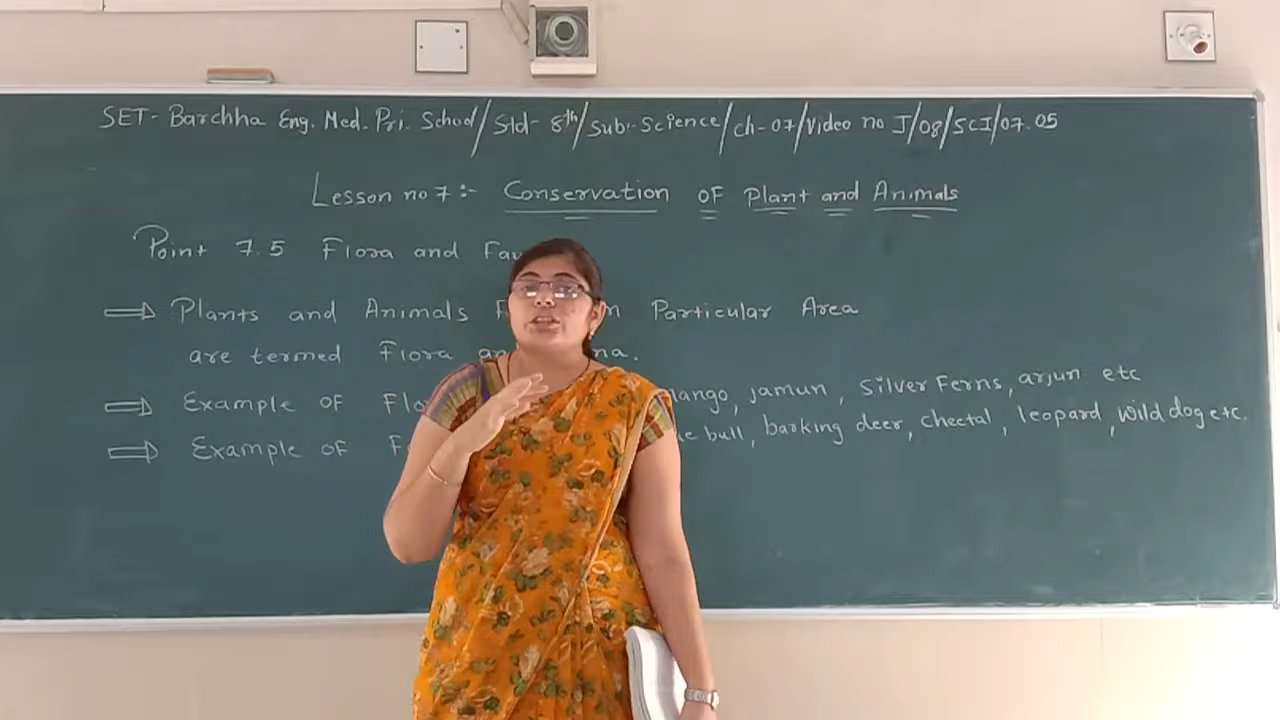 SET- Barchha Eng. Med. Pri. School/Std- 8th/Sub:-Science/ch-07/Video no J/08/SCI/07.05
Lesson no 7:- Conservation of Plant and Animals
Point 7.5 Flora and
Plants and Animals Particular Area
are termed Flora
Example of jamun, Silver Ferns, arjun etc
Example of bull, barking deer, cheetal, leopard, wild dog etc.